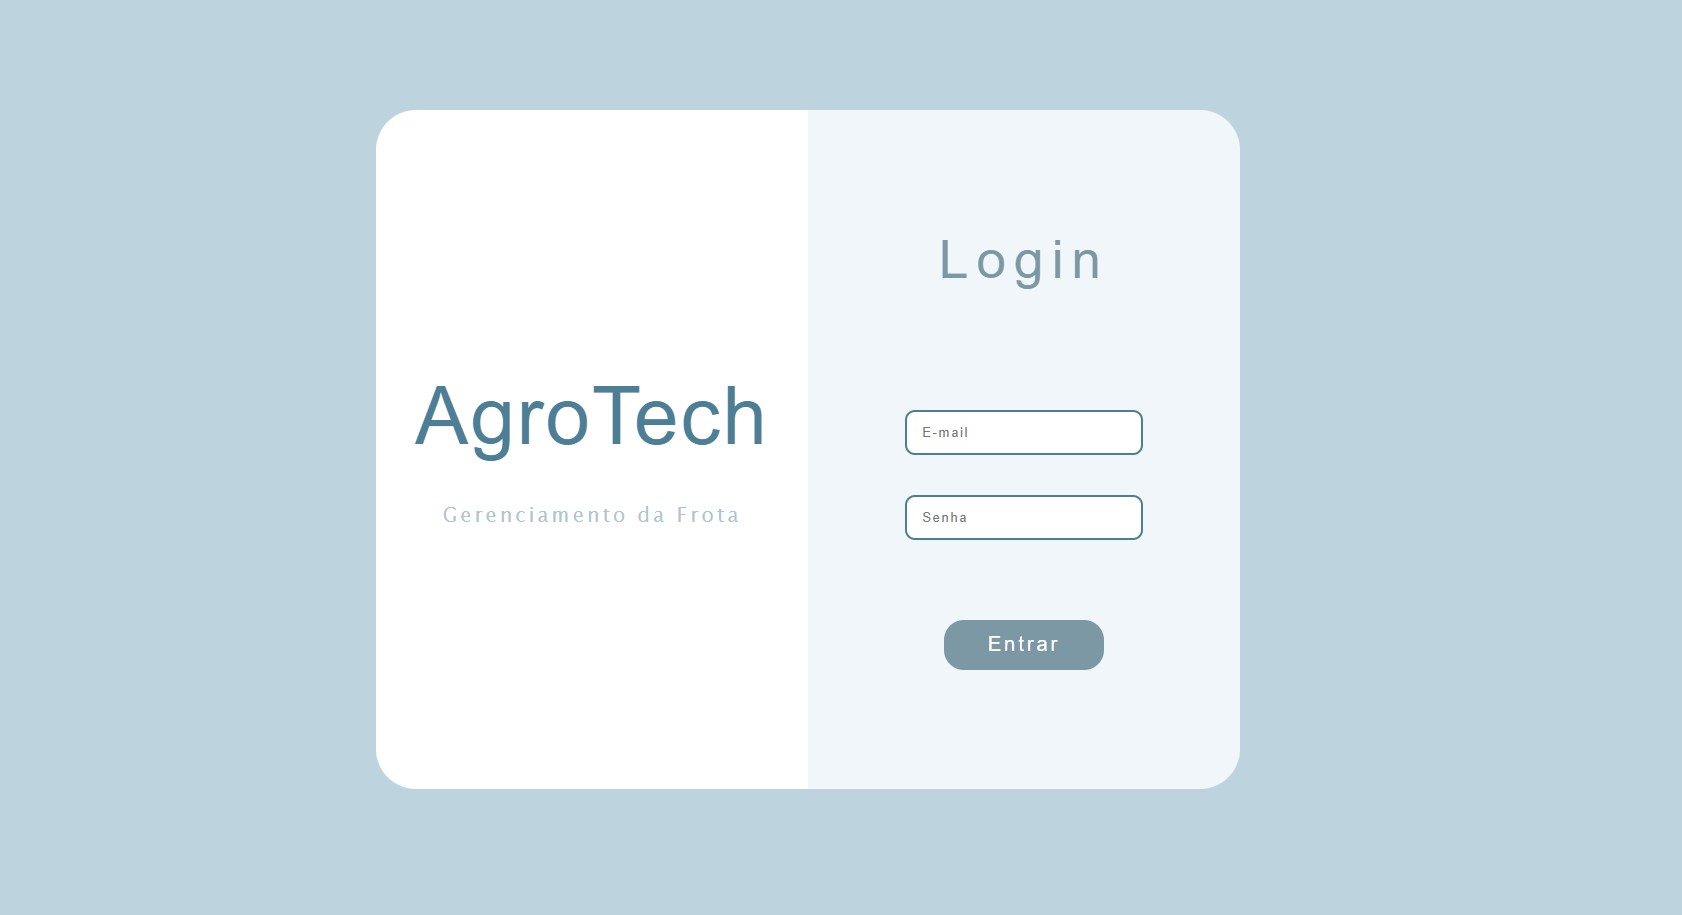 AgroTech
Gerenciamento da Frota
Login
E-mail
Senha
Entrar